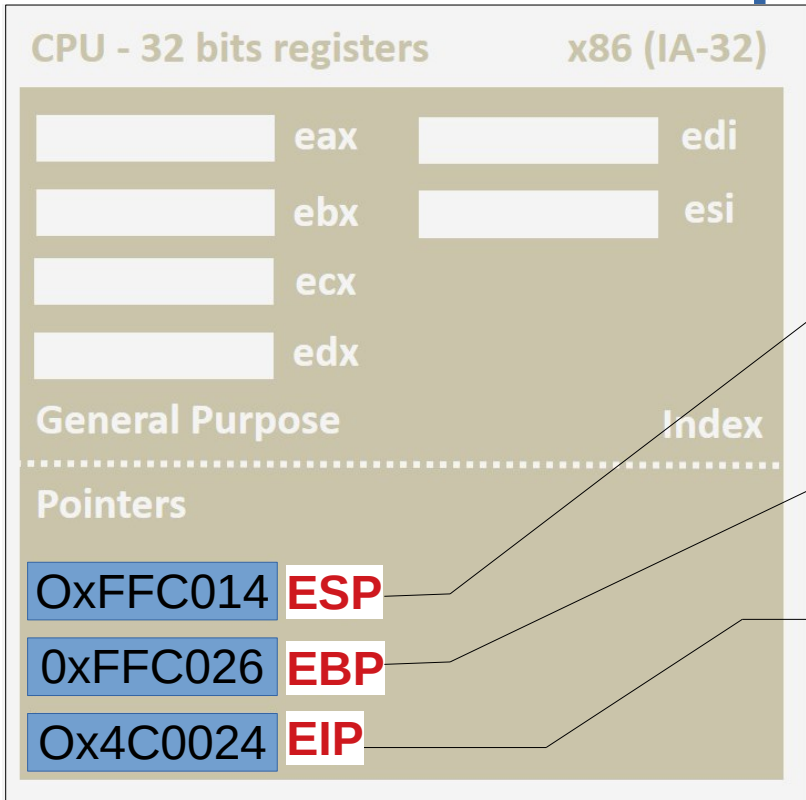 CPU - 32 bits registers x86 (IA-32)
eax edi
ebx esi
ecx
edx
General Purpose Index
Pointers
OxFFC014 ESP
0xFFC026 EBP
Ox4C0024 EIP